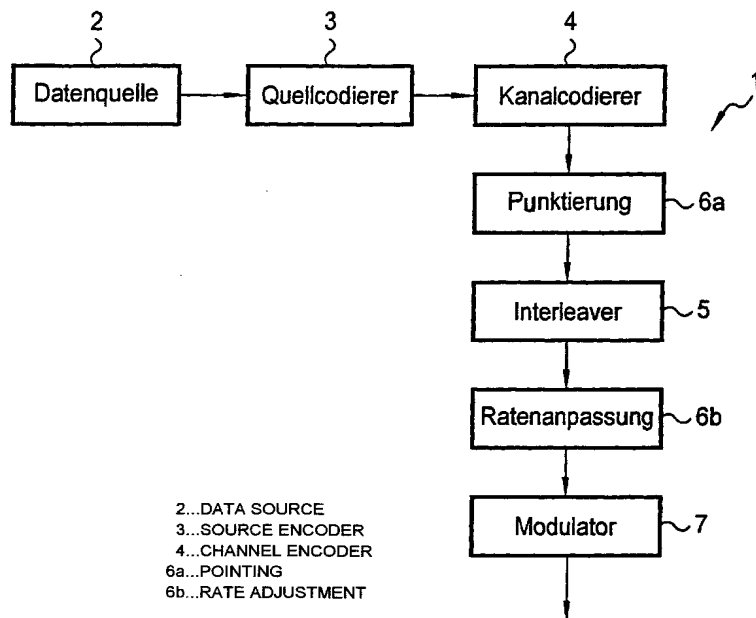 2
3
4
1
Datenquelle
Quellcodierer
Kanalcodierer
Punktierung
6a
Interleaver
5
Ratenanpassung
6b
Modulator
7
2...DATA SOURCE
3...SOURCE ENCODER
4...CHANNEL ENCODER
6a...POINTING
6b...RATE ADJUSTMENT